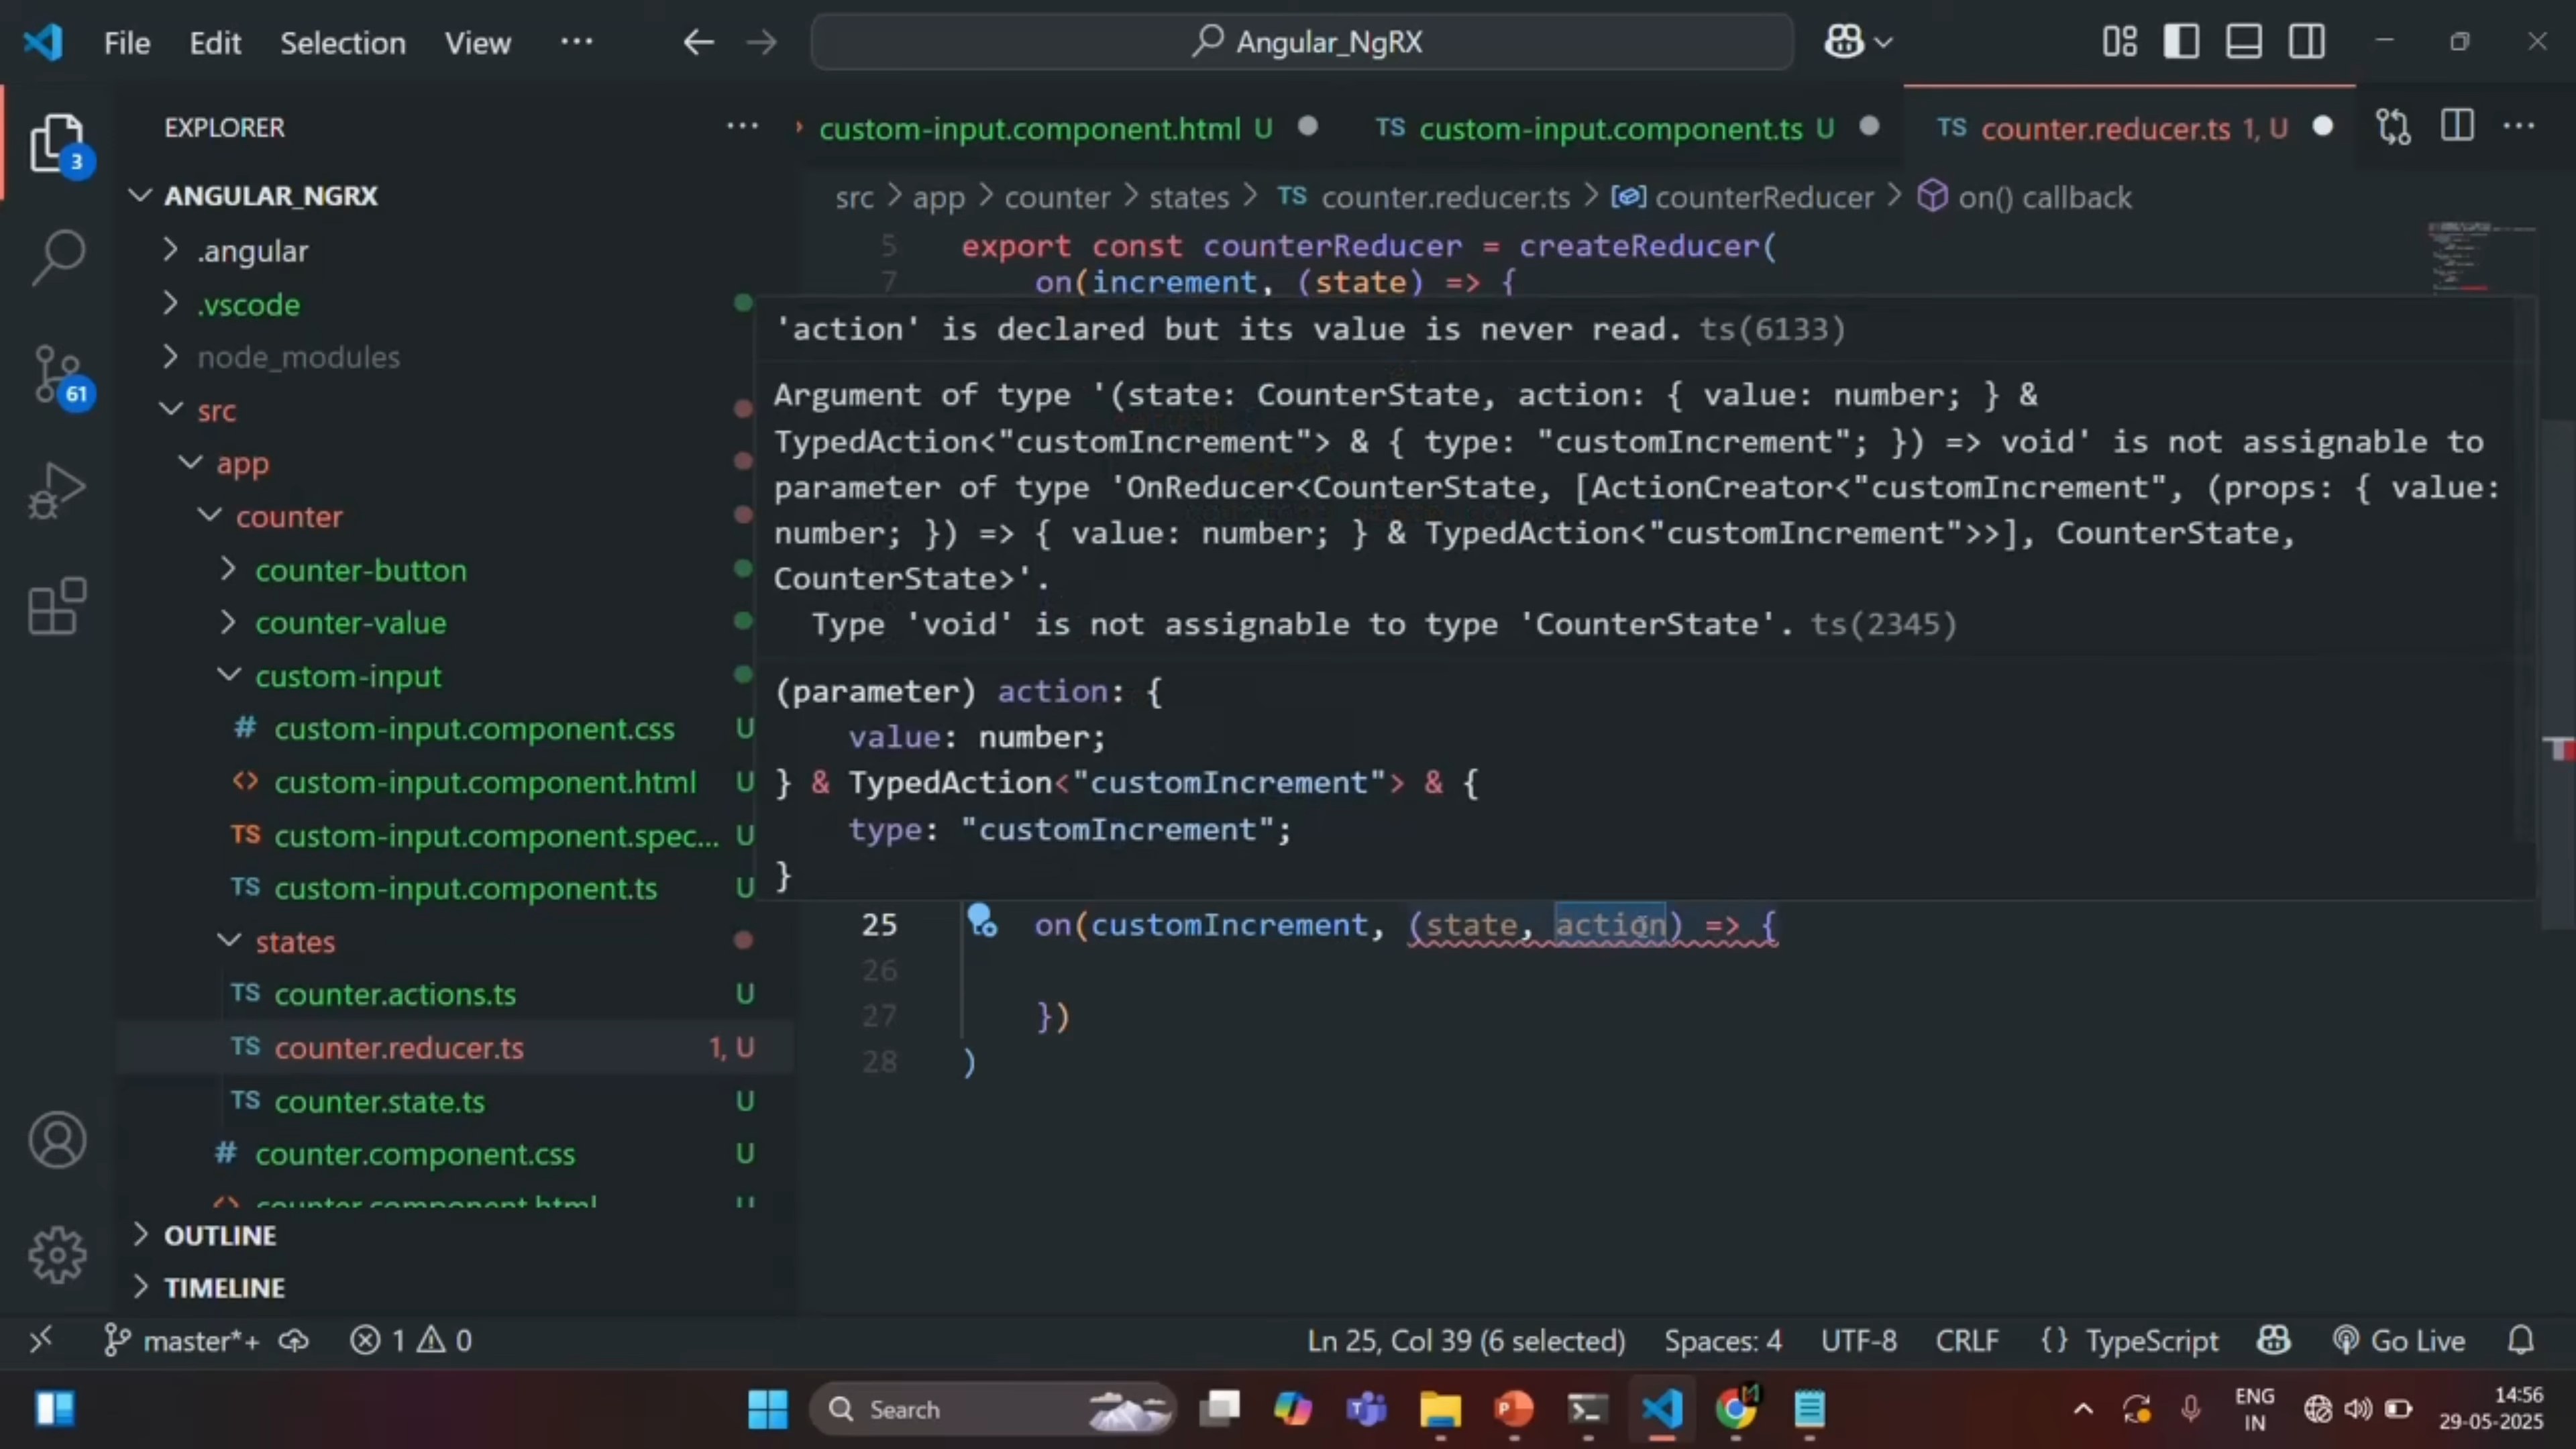 File Edit Selection View ··· Angular_NgRX
EXPLORER ···
ANGULAR_NGRX
.angular
.vscode
node_modules
src
app
counter
counter-button
counter-value
custom-input
# custom-input.component.css U
<> custom-input.component.html U
TS custom-input.component.spec... U
TS custom-input.component.ts U
states
TS counter.actions.ts U
TS counter.reducer.ts 1, U
TS counter.state.ts U
# counter.component.css U
<> counter.component.html U
OUTLINE
TIMELINE
3
61
custom-input.component.html U TS custom-input.component.ts U TS counter.reducer.ts 1, U
src > app > counter > states > TS counter.reducer.ts > counterReducer > on() callback
5 export const counterReducer = createReducer(
7 on(increment, (state) => {
'action' is declared but its value is never read. ts(6133)
Argument of type '(state: CounterState, action: { value: number; } &
TypedAction<"customIncrement"> & { type: "customIncrement"; }) => void' is not assignable to
parameter of type 'OnReducer<CounterState, [ActionCreator<"customIncrement", (props: { value:
number; }) => { value: number; } & TypedAction<"customIncrement">>], CounterState,
CounterState>'.
Type 'void' is not assignable to type 'CounterState'. ts(2345)
(parameter) action: {
value: number;
} & TypedAction<"customIncrement"> & {
type: "customIncrement";
}
25 on(customIncrement, (state, action) => {
26
27 })
28 )
master*+ 1 0 Ln 25, Col 39 (6 selected) Spaces: 4 UTF-8 CRLF {} TypeScript Go Live
Search ENG 14:56
IN 29-05-2025